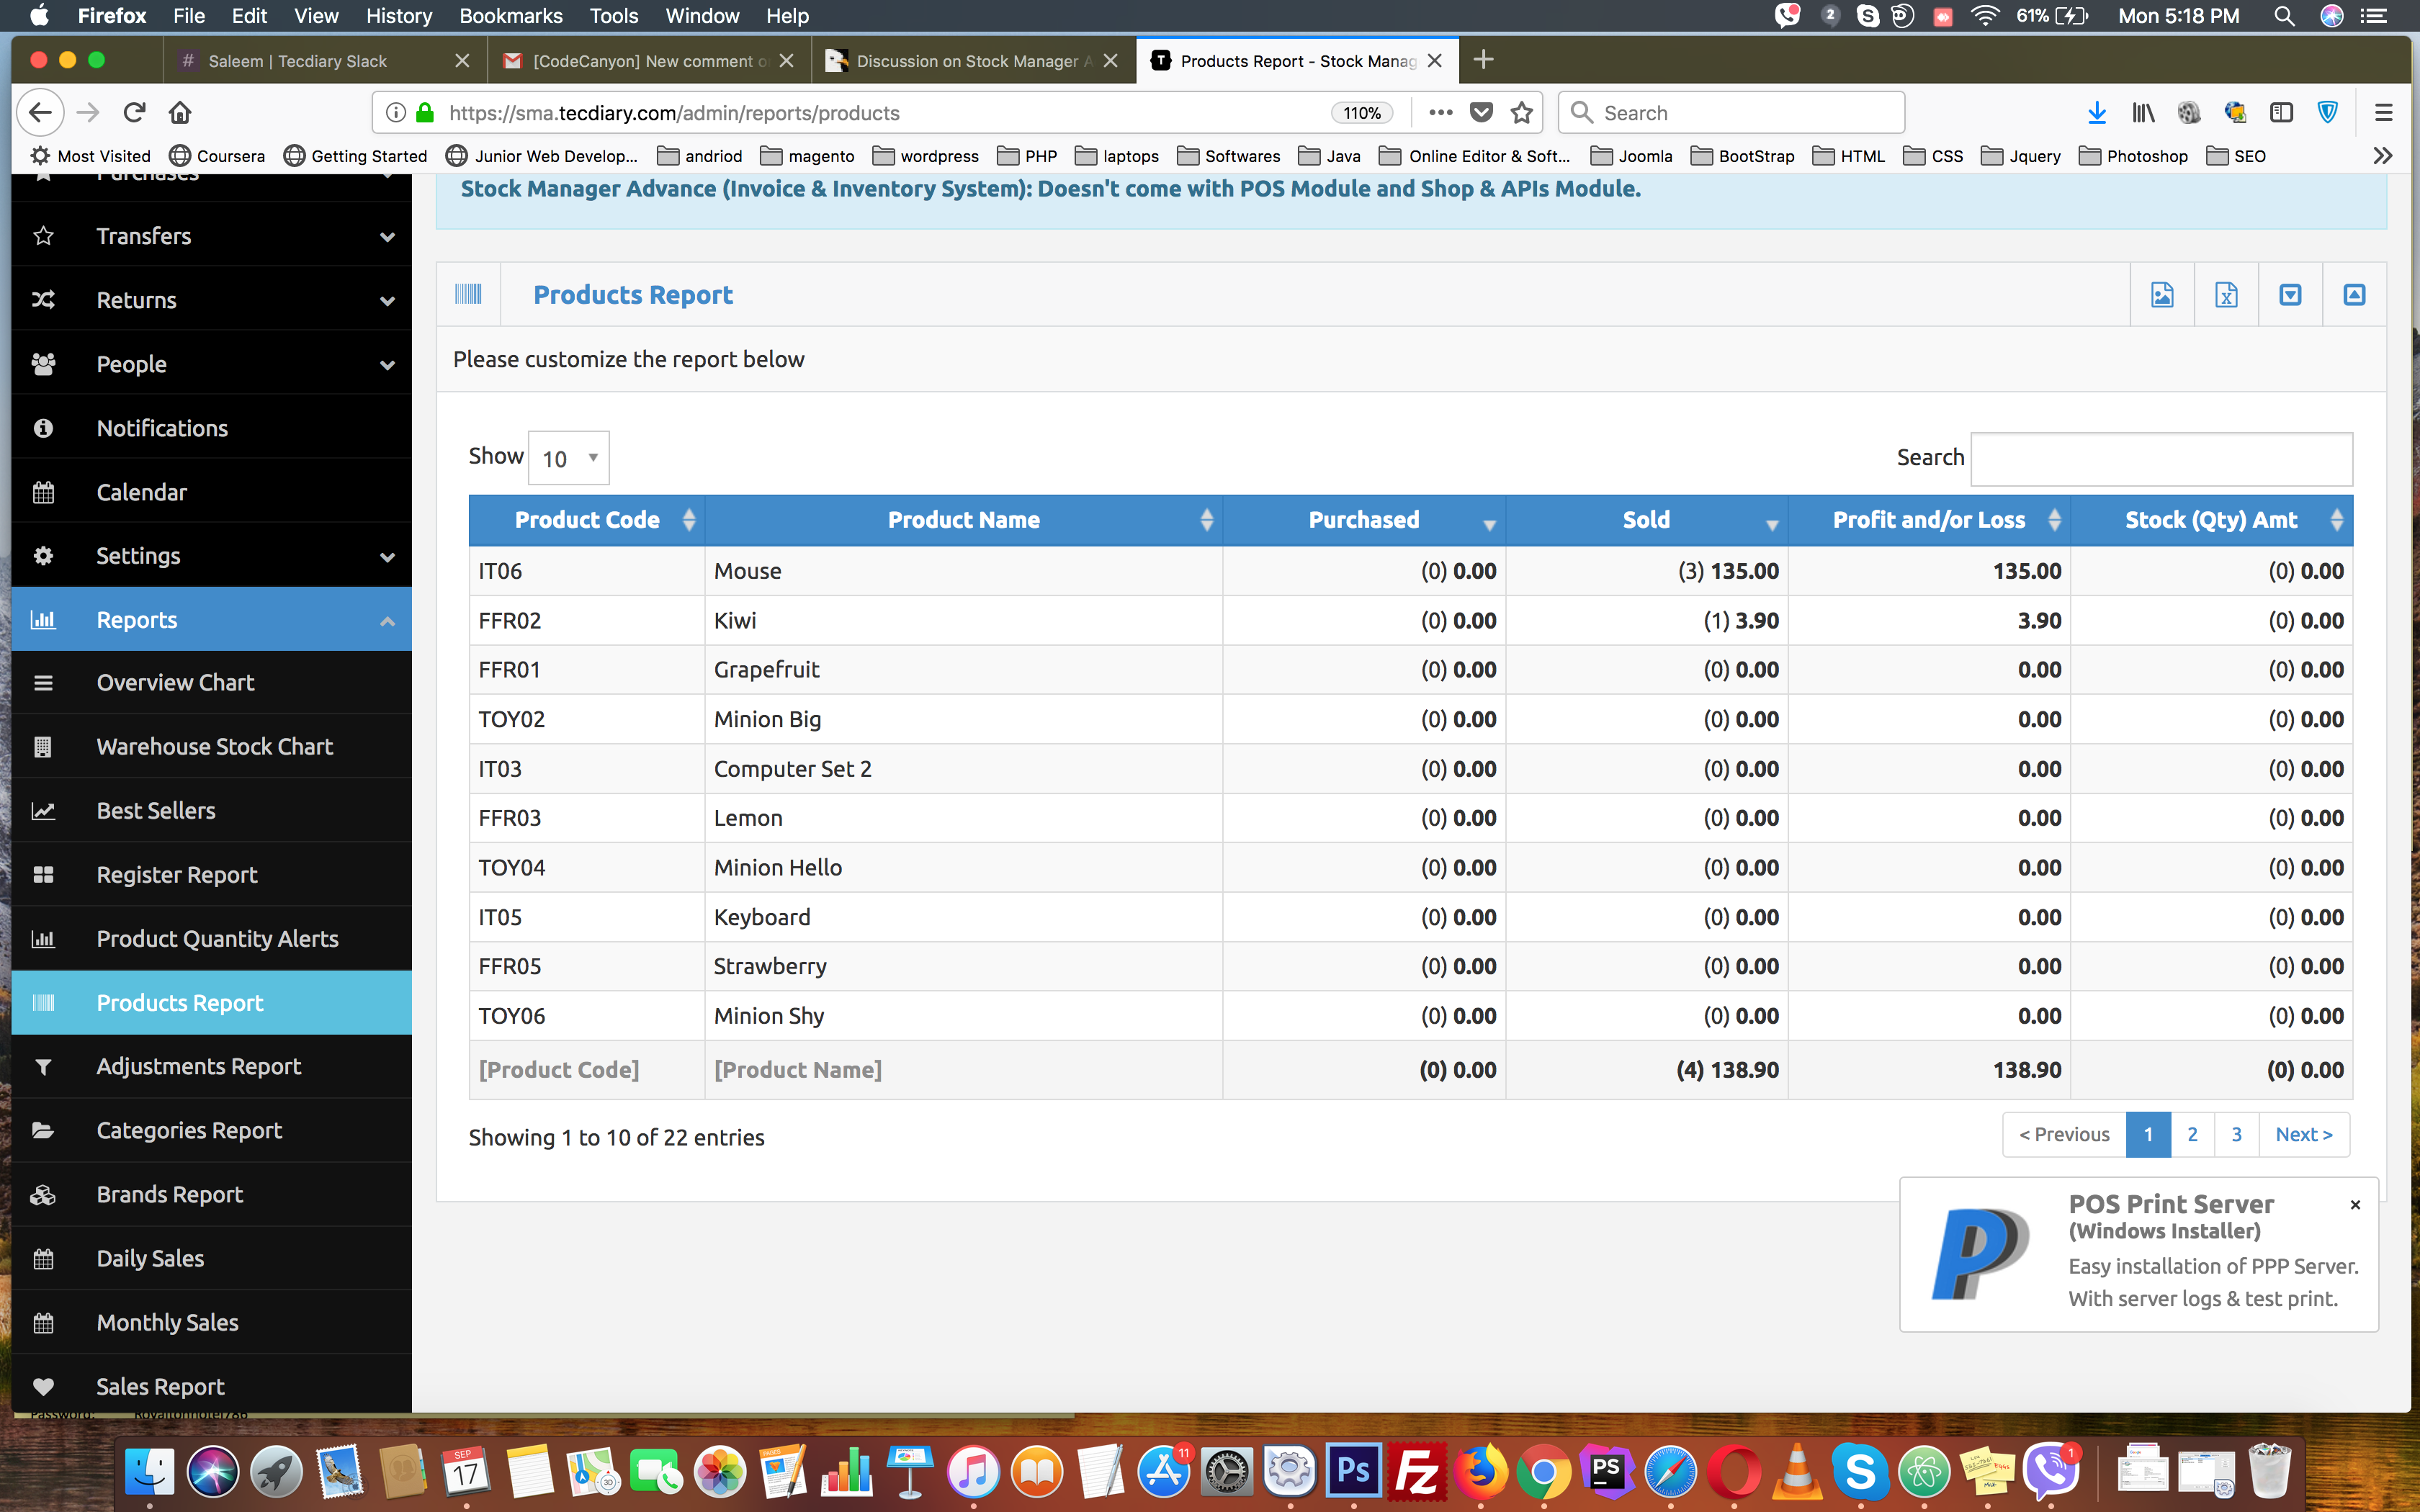 Firefox File Edit View History Bookmarks Tools Window Help 2 61% Mon 5:18 PM
# Saleem | Tecdiary Slack [CodeCanyon] New comment o Discussion on Stock Manager A Products Report - Stock Manag
https://sma.tecdiary.com/admin/reports/products 110% Search
Most Visited Coursera Getting Started Junior Web Develop... andriod magento wordpress PHP laptops Softwares Java Online Editor & Soft... Joomla BootStrap HTML CSS Jquery Photoshop SEO
Purchases
Stock Manager Advance (Invoice & Inventory System): Doesn't come with POS Module and Shop & APIs Module.
Transfers
Returns
People
Notifications
Calendar
Settings
Reports
Overview Chart
Warehouse Stock Chart
Best Sellers
Register Report
Product Quantity Alerts
Products Report
Adjustments Report
Categories Report
Brands Report
Daily Sales
Monthly Sales
Sales Report
Products Report
Please customize the report below
Show 10 Search
Product Code Product Name Purchased Sold Profit and/or Loss Stock (Qty) Amt
IT06 Mouse (0) 0.00 (3) 135.00 135.00 (0) 0.00
FFR02 Kiwi (0) 0.00 (1) 3.90 3.90 (0) 0.00
FFR01 Grapefruit (0) 0.00 (0) 0.00 0.00 (0) 0.00
TOY02 Minion Big (0) 0.00 (0) 0.00 0.00 (0) 0.00
IT03 Computer Set 2 (0) 0.00 (0) 0.00 0.00 (0) 0.00
FFR03 Lemon (0) 0.00 (0) 0.00 0.00 (0) 0.00
TOY04 Minion Hello (0) 0.00 (0) 0.00 0.00 (0) 0.00
IT05 Keyboard (0) 0.00 (0) 0.00 0.00 (0) 0.00
FFR05 Strawberry (0) 0.00 (0) 0.00 0.00 (0) 0.00
TOY06 Minion Shy (0) 0.00 (0) 0.00 0.00 (0) 0.00
[Product Code] [Product Name] (0) 0.00 (4) 138.90 138.90 (0) 0.00
Showing 1 to 10 of 22 entries
< Previous 1 2 3 Next >
POS Print Server
(Windows Installer)
Easy installation of PPP Server.
With server logs & test print.
Password:
SEP
17
PAGES
3D
11
Ps
Fz
PS
S
1